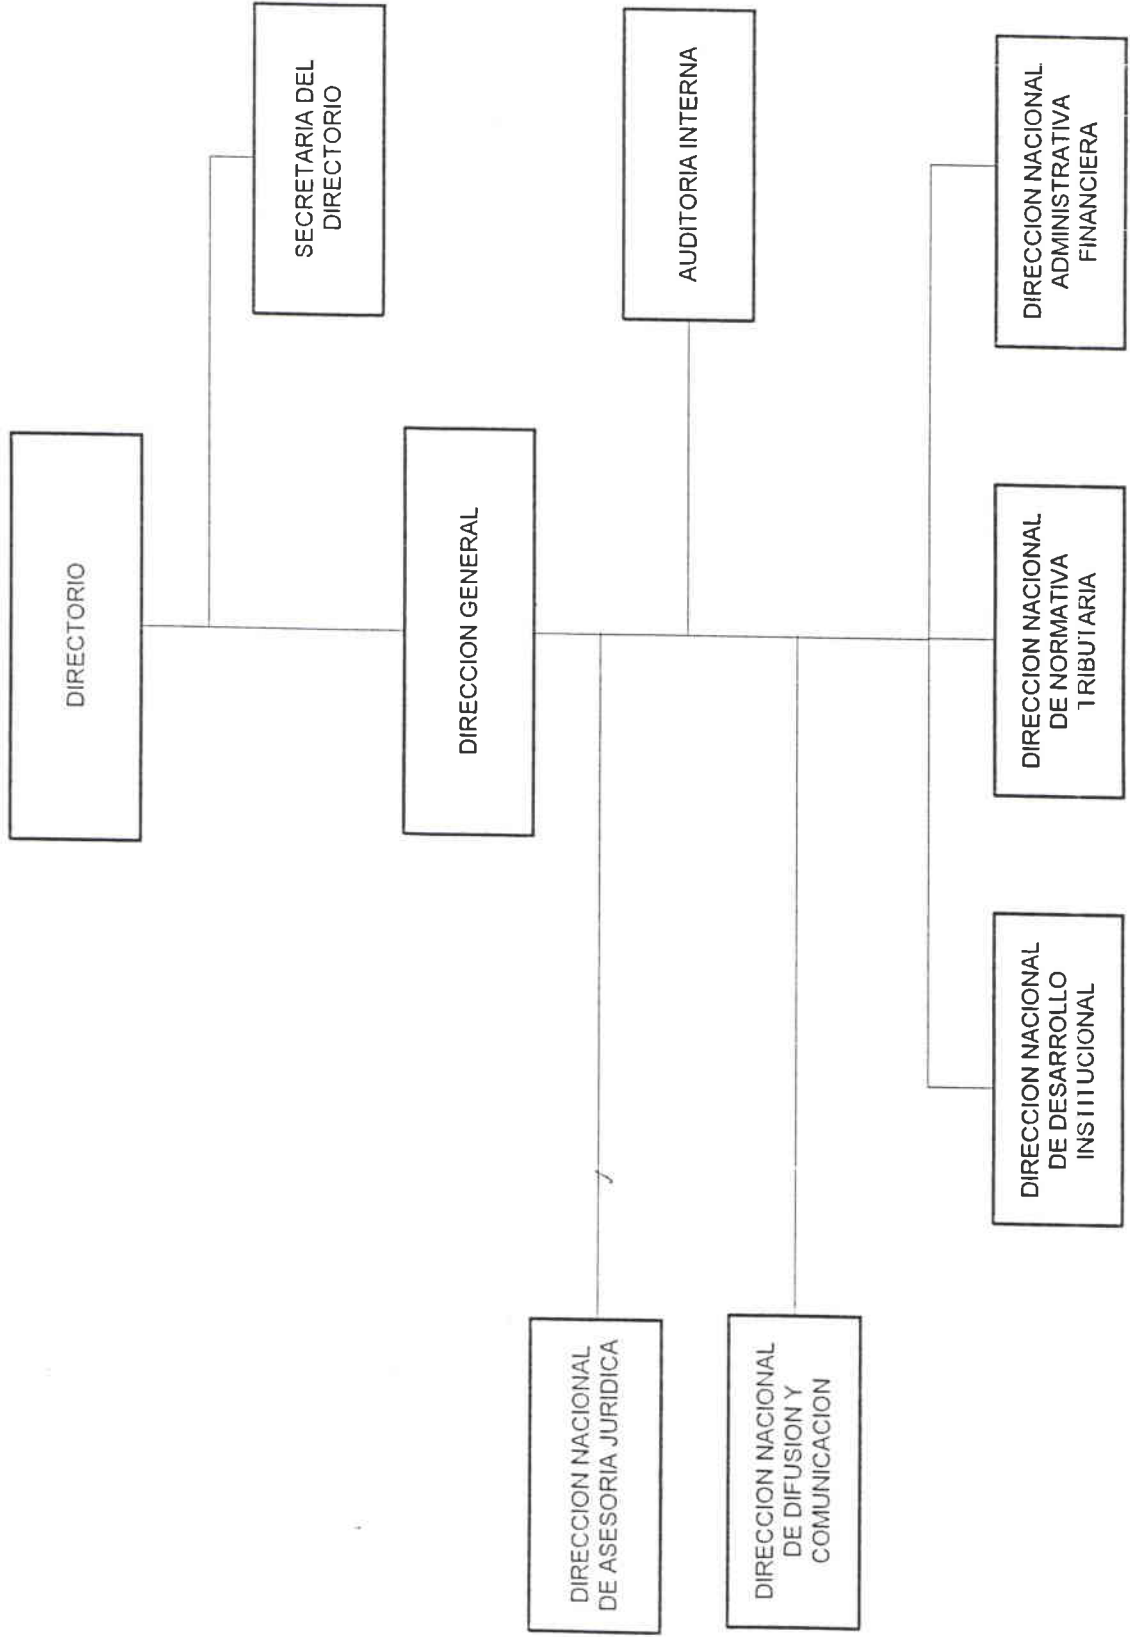 DIRECTORIO
SECRETARIA DEL
DIRECTORIO
DIRECCION GENERAL
DIRECCION NACIONAL
DE ASESORIA JURIDICA
AUDITORIA INTERNA
DIRECCION NACIONAL
DE DIFUSION Y
COMUNICACION
DIRECCION NACIONAL
DE DESARROLLO
INSTITUCIONAL
DIRECCION NACIONAL
DE NORMATIVA
TRIBUTARIA
DIRECCION NACIONAL
ADMINISTRATIVA
FINANCIERA